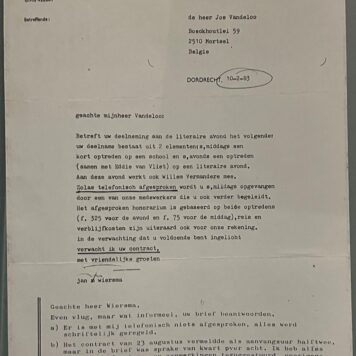 Betreffende:
de heer Jos Vandeloo
Boschhoutlei 59
2510 Mortsel
Belgie
DORDRECHT, 10-2-83
geachte mijnheer Vandeloo:
Betreft uw deelneming aan de literaire avond het volgende:
uw deelname bestaat uit 2 elementen;s,middags een
kort optreden op een school en s,avonds een optreden
(samen met Eddie van Vliet) op een literaire avond.
Aan deze avond werkt ook Willem Vermandere mee.
Zoals telefonisch afgesproken wordt u s,middags opgevangen
door een van onze medewerkers die u ook verder begeleidt.
Het afgesproken honorarium is gebaseerd op beide optredens
(f. 325 voor de avond en f. 75 voor de middag),reis en
verblijfkosten zijn uiteraard ook voor onze rekening.
in de verwachting dat u voldoende bent ingelicht
verwacht ik uw contract,
met vriendelijke groeten
jan wiersma
Geachte heer Wiersma,
Even vlug, maar wat informeel, uw brief beantwoorden,
a) Er is met mij telefonisch niets afgesproken, alles werd
schriftelijk geregeld,
b) Het contract van 23 augustus vermeldde als aanvangsuur halftwee,
maar in de brief was sprake van kwart over acht. Ik heb alles